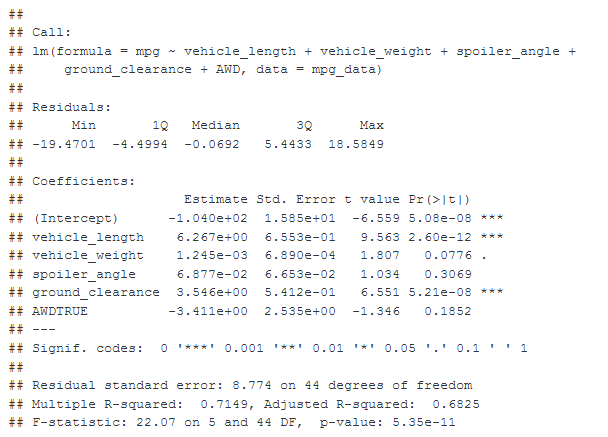 ##
## Call:
## lm(formula = mpg ~ vehicle_length + vehicle_weight + spoiler_angle +
##     ground_clearance + AWD, data = mpg_data)
##
## Residuals:
##      Min       1Q   Median       3Q      Max
## -19.4701  -4.4994  -0.0692   5.4433  18.5849
##
## Coefficients:
##                    Estimate Std. Error t value Pr(>|t|)
## (Intercept)      -1.040e+02  1.585e+01  -6.559 5.08e-08 ***
## vehicle_length    6.267e+00  6.553e-01   9.563 2.60e-12 ***
## vehicle_weight    1.245e-03  6.890e-04   1.807   0.0776 .
## spoiler_angle     6.877e-02  6.653e-02   1.034   0.3069
## ground_clearance  3.546e+00  5.412e-01   6.551 5.21e-08 ***
## AWDTRUE          -3.411e+00  2.535e+00  -1.346   0.1852
## ---
## Signif. codes:  0 '***' 0.001 '**' 0.01 '*' 0.05 '.' 0.1 ' ' 1
##
## Residual standard error: 8.774 on 44 degrees of freedom
## Multiple R-squared:  0.7149, Adjusted R-squared:  0.6825
## F-statistic: 22.07 on 5 and 44 DF,  p-value: 5.35e-11